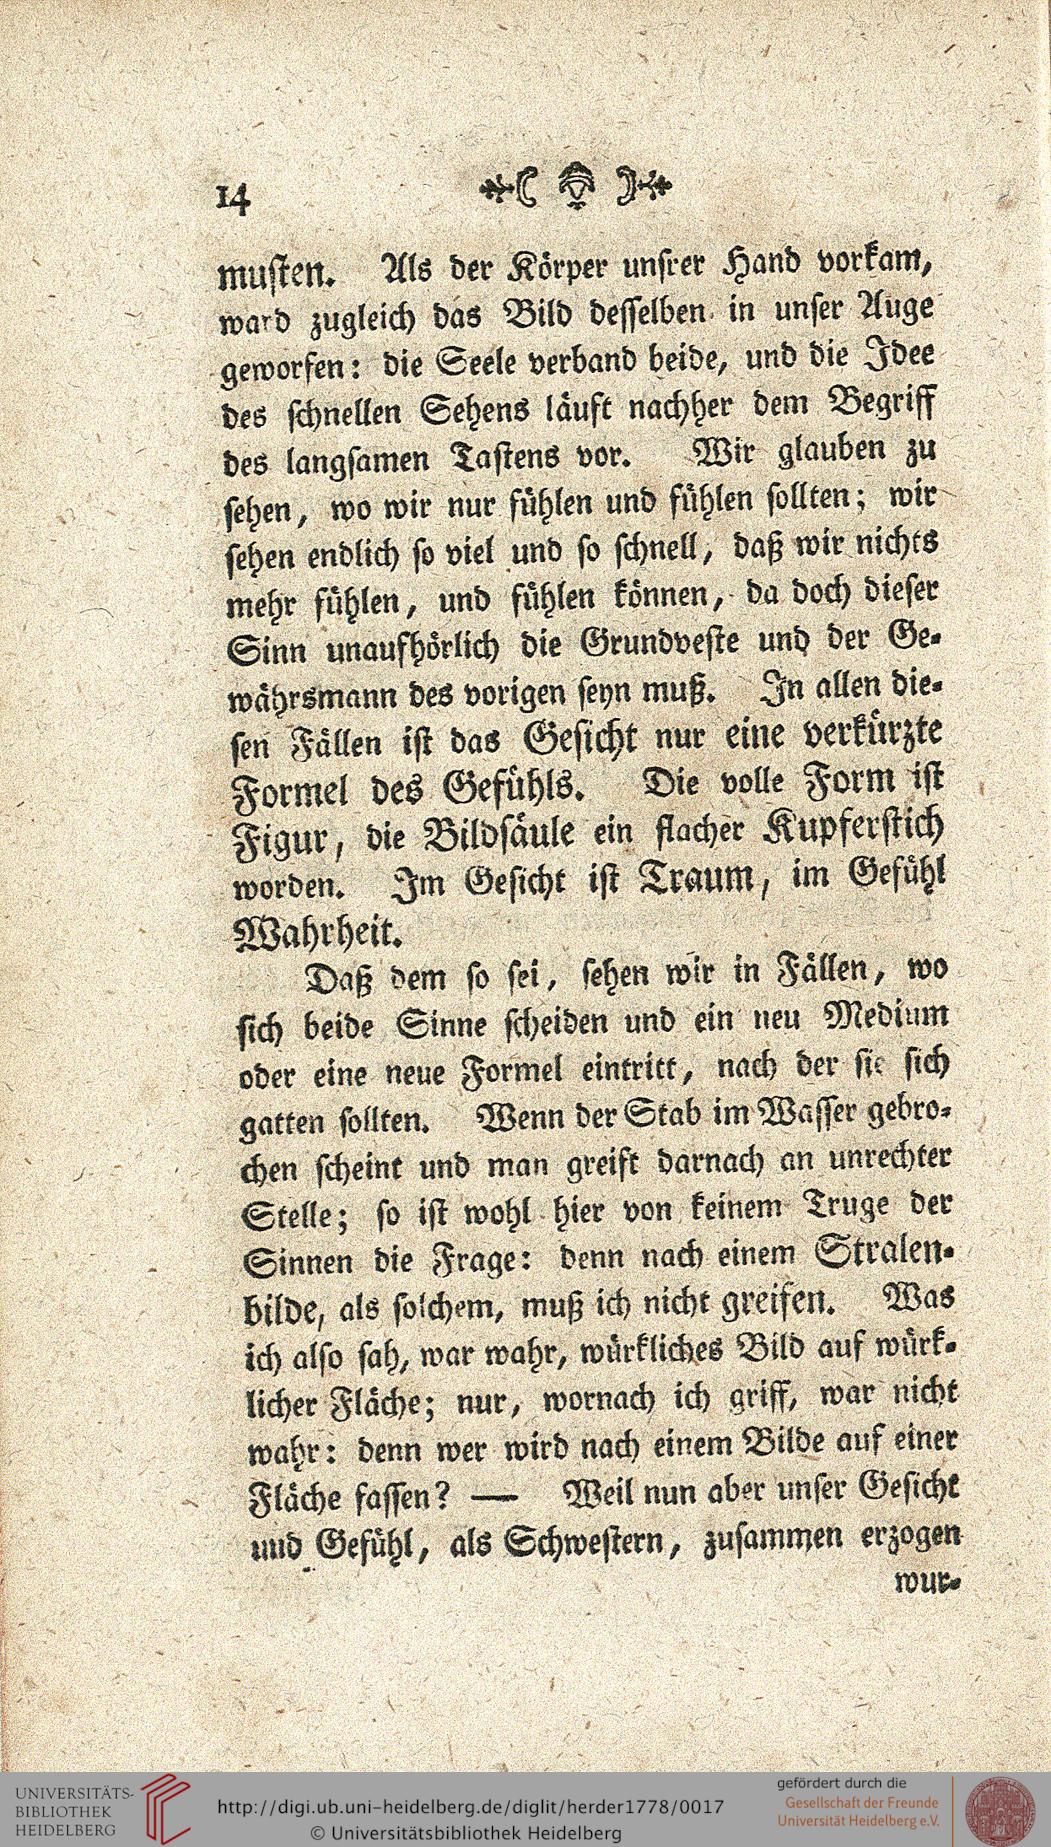 14
musten. Als der Körper unsrer Hand vorkam,
ward zugleich das Bild desselben in unser Auge
geworfen: die Seele verband beide, und die Idee
des schnellen Sehens läuft nachher dem Begriff
des langsamen Tastens vor. Wir glauben zu
sehen, wo wir nur fühlen und fühlen sollten; wir
sehen endlich so viel und so schnell, daß wir nichts
mehr fühlen, und fühlen können, da doch dieser
Sinn unaufhörlich die Grundveste und der Ge-
währsmann des vorigen seyn muß. In allen die-
sen Fällen ist das Gesicht nur eine verkürzte
Formel des Gefühls. Die volle Form ist
Figur, die Bildsäule ein flacher Kupferstich
worden. Im Gesicht ist Traum, im Gefühl
Wahrheit.
Daß dem so sei, sehen wir in Fällen, wo
sich beide Sinne scheiden und ein neu Medium
oder eine neue Formel eintritt, nach der sie sich
gatten sollten. Wenn der Stab im Wasser gebro-
chen scheint und man greift darnach an unrechter
Stelle; so ist wohl hier von keinem Truge der
Sinnen die Frage: denn nach einem Stralen-
bilde, als solchem, muß ich nicht greifen. Was
ich also sah, war wahr, würkliches Bild auf würk-
licher Fläche; nur, wornach ich griff, war nicht
wahr: denn wer wird nach einem Bilde auf einer
Fläche fassen? — Weil nun aber unser Gesicht
und Gefühl, als Schwestern, zusammen erzogen
wur-
UNIVERSITÄTS-
BIBLIOTHEK
HEIDELBERG
http://digi.ub.uni-heidelberg.de/diglit/herder1778/0017
© Universitätsbibliothek Heidelberg
gefördert durch die
Gesellschaft der Freunde
Universität Heidelberg e.V.